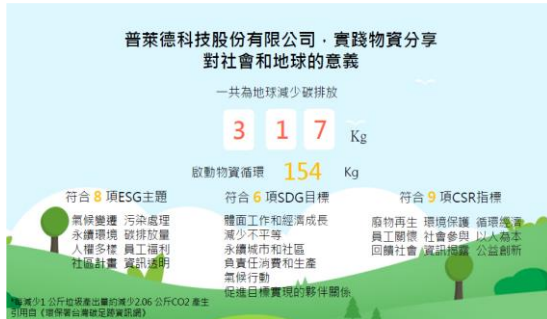 普萊德科技股份有限公司，實踐物資分享
對社會和地球的意義
一共為地球減少碳排放
3 1 7 Kg
啟動物資循環 154 Kg
符合 8 項ESG主題
氣候變遷 污染處理
永續環境 碳排放量
人權多樣 員工福利
社區計畫 資訊透明
符合 6 項SDG目標
體面工作和經濟成長
減少不平等
永續城市和社區
負責任消費和生產
氣候行動
促進目標實現的夥伴關係
符合 9 項CSR指標
廢物再生 環境保護 循環經濟
員工關懷 社會參與 以人為本
回饋社會 資訊揭露 公益創新
*每減少1 公斤垃圾產出量約減少2.06 公斤CO2 產生
引用自《環保署台灣碳足跡資訊網》